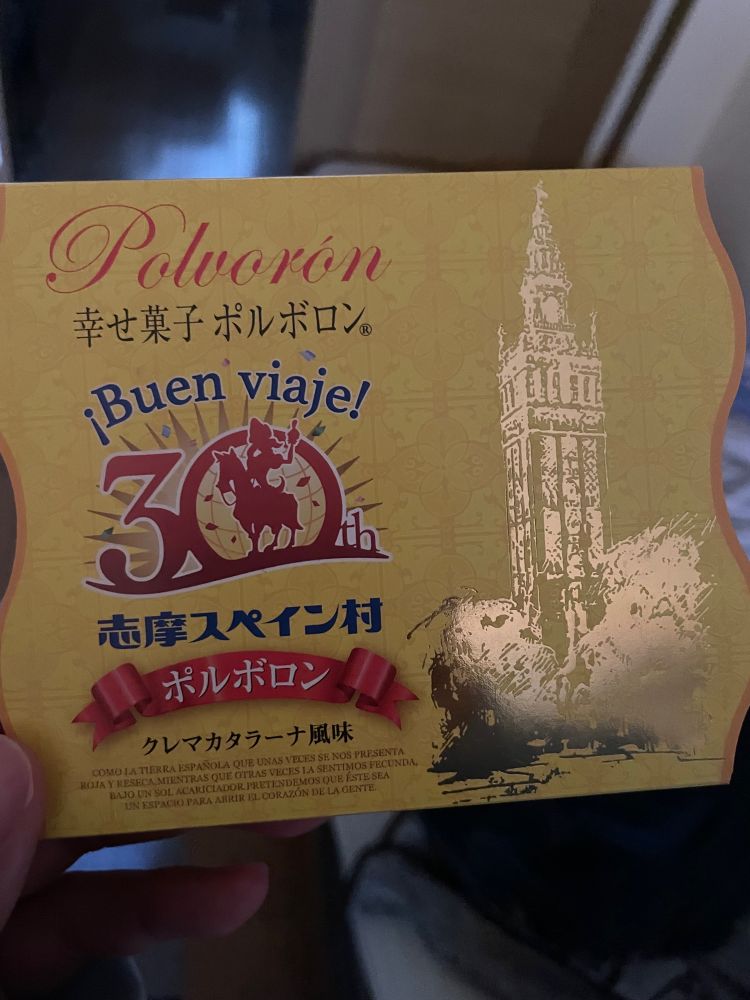 Polvorón
幸せ菓子 ポルボロン®
¡Buen viaje!
30th
志摩スペイン村
ポルボロン
クレマカタラーナ風味
COMO LA TIERRA ESPAÑOLA QUE UNAS VECES SE NOS PRESENTA
ROJA Y RESECA,MIENTRAS QUE OTRAS VECES LA SENTIMOS FECUNDA,
BAJO UN SOL ACARICIADOR,PRETENDEMOS QUE ÉSTE SEA
UN ESPACIO PARA ABRIR EL CORAZÓN DE LA GENTE.